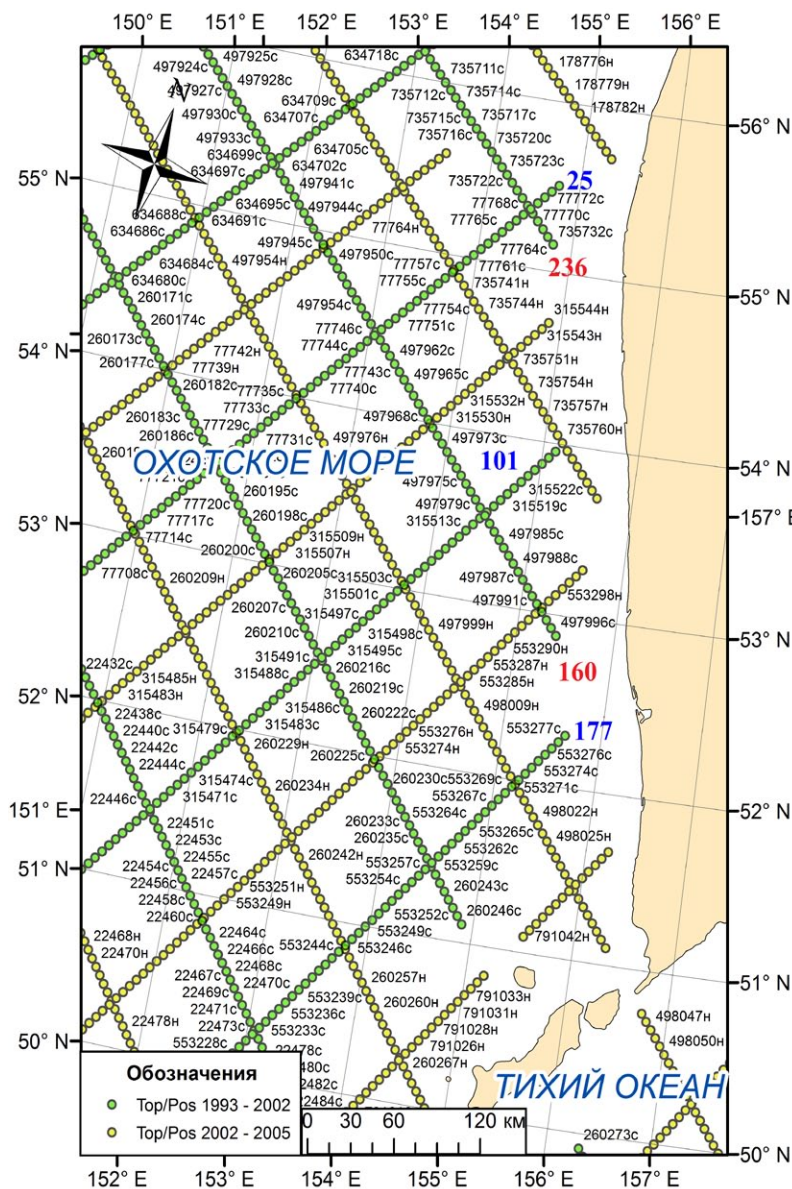 150° E 151° E 152° E 153° E 154° E 155° E 156° E
497924с
497925с
634718с
178776н
735711с
497928с
178779н
497927с
735712с
735714с
634709с
178782н
N
497930с
634707с
735715с
735717с
56° N
735716с
735720с
497933с
634705с
634699с
634702с
735723с
634697с
55° N
497941с
735722с
25
77772с
634695с
497944с
77768с
77770с
634688с
634691с
77765с
735732с
634686с
77764н
497945с
497950с
77764с
236
634684с
497954н
77757с
77761с
634680с
77755с
735741н
55° N
260171с
497954с
77754с
735744н
315544н
260174с
77746с
77751с
315543н
260173с
77744с
54° N
77742н
497962с
735751н
260177с
77739н
77743с
497965с
260182с
77735с
77740с
735754н
77733с
315532н
735757н
260183с
497968с
315530н
77729с
735760н
260186с
77731с
497976н
497973с
101
54° N
ОХОТСКОЕ МОРЕ
497975с
260195с
315522с
77720с
497979с
315519с
157° E
53° N
77717с
260198с
315513с
77714с
315509н
497985с
260200с
315507н
497988с
77708с
260209н
260205с
315503с
497987с
315501с
553298н
260207с
315497с
497991с
497996с
260210с
315498с
497999н
53° N
315495с
553290н
22432с
315491с
260216с
553287н
160
315485н
315488с
553285н
52° N
315483н
260219с
22438с
315486с
498009н
22440с
315483с
260222с
553277с
177
22442с
315479с
553276н
22444с
260229н
553274н
553276с
260225с
553274с
315474с
260230с
553269с
22446с
315471с
260234н
553267с
553271с
52° N
151° E
553264с
498022н
22451с
260233с
553265с
22453с
260235с
553262с
498025н
51° N
22455с
260242н
22454с
22457с
553257с
553259с
22456с
553251н
553254с
260243с
22458с
553249н
260246с
22460с
553252с
22464с
553249с
791042н
22468н
553244с
553246с
22470н
22466с
22468с
51° N
22467с
22470с
260257н
22469с
553239с
791033н
498047н
22471с
553236с
260260н
791031н
22478н
22473с
553233с
791028н
498050н
50° N
553228с
791026н
260267н
Обозначения
Top/Pos 1993 - 2002
Top/Pos 2002 - 2005
ТИХИЙ ОКЕАН
0 30 60 120 км
260273с
50° N
152° E 153° E 154° E 155° E 156° E 157° E